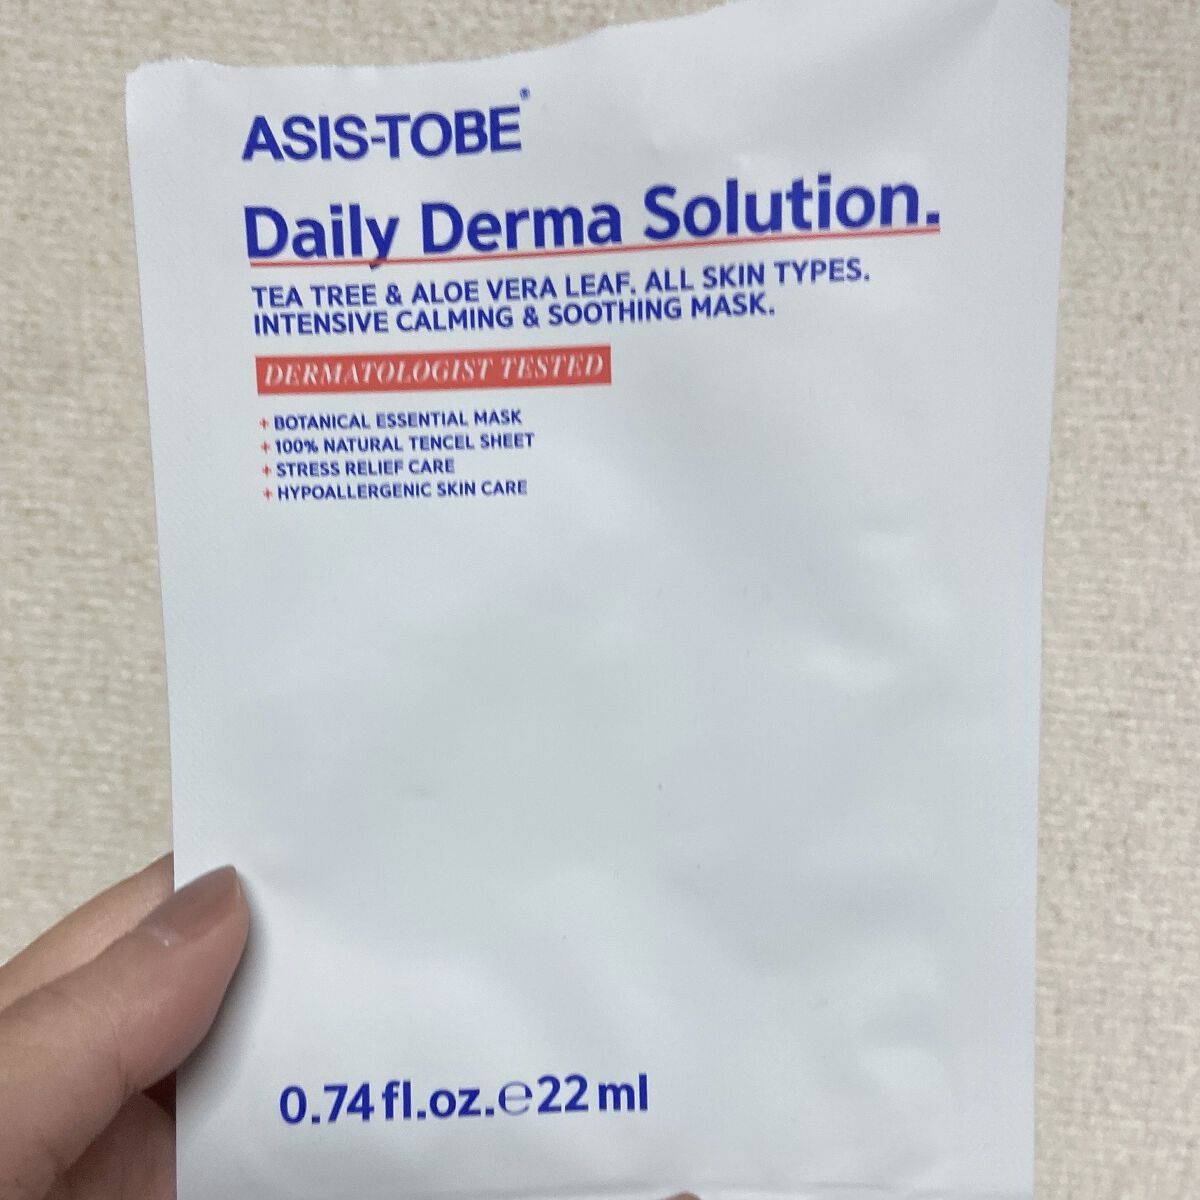 ASIS-TOBE®
Daily Derma Solution.
TEA TREE & ALOE VERA LEAF. ALL SKIN TYPES.
INTENSIVE CALMING & SOOTHING MASK.
DERMATOLOGIST TESTED
+ BOTANICAL ESSENTIAL MASK
+ 100% NATURAL TENCEL SHEET
+ STRESS RELIEF CARE
+ HYPOALLERGENIC SKIN CARE
0.74 fl.oz.℮22 ml